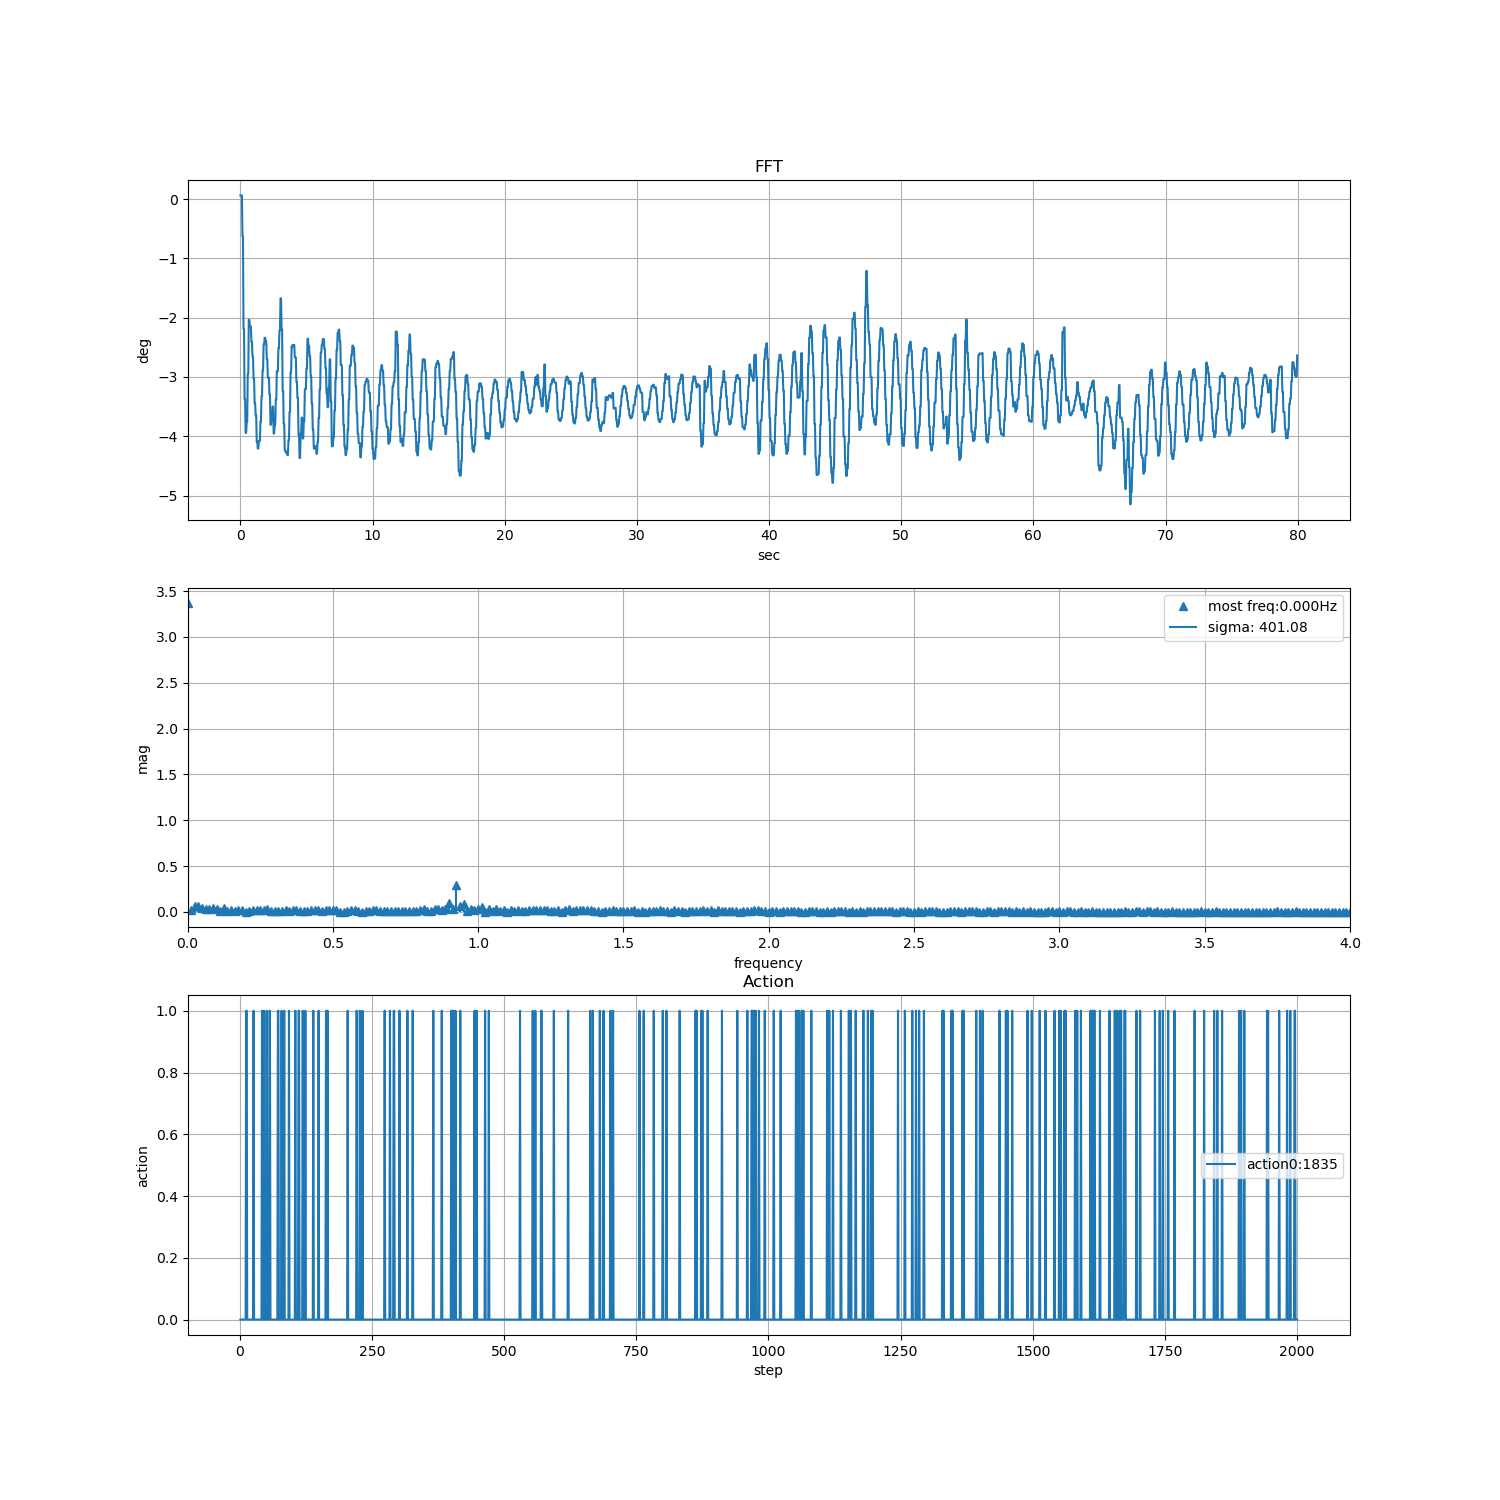 FFT
0
−1
−2
−3
−4
−5
deg
0 10 20 30 40 50 60 70 80
sec
3.5
3.0
2.5
2.0
1.5
1.0
0.5
0.0
mag
most freq:0.000Hz
sigma: 401.08
0.0 0.5 1.0 1.5 2.0 2.5 3.0 3.5 4.0
frequency
Action
1.0
0.8
0.6
0.4
0.2
0.0
action
action0:1835
0 250 500 750 1000 1250 1500 1750 2000
step